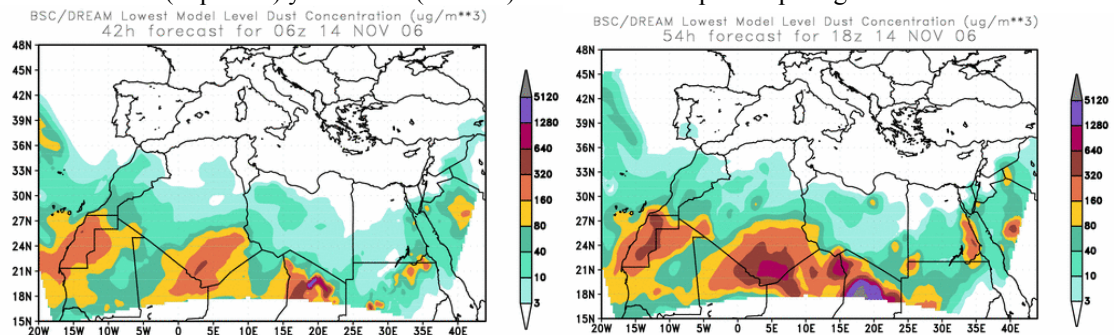 BSC/DREAM Lowest Model Level Dust Concentration (ug/m**3)
42h forecast for 06z 14 NOV 06
48N
45N
42N
39N
36N
33N
30N
27N
24N
21N
18N
15N
20W 15W 10W 5W 0 5E 10E 15E 20E 25E 30E 35E 40E
5120
1280
640
320
160
80
40
10
3
BSC/DREAM Lowest Model Level Dust Concentration (ug/m**3)
54h forecast for 18z 14 NOV 06
48N
45N
42N
39N
36N
33N
30N
27N
24N
21N
18N
15N
20W 15W 10W 5W 0 5E 10E 15E 20E 25E 30E 35E 40E
5120
1280
640
320
160
80
40
10
3